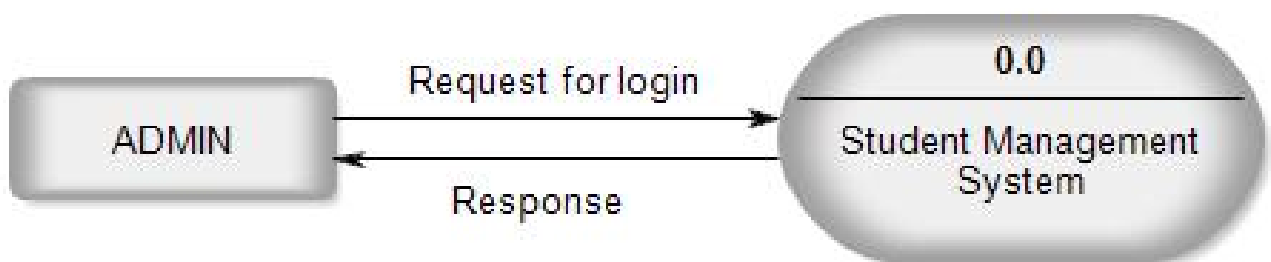 ADMIN
Request for login
Response
0.0
Student Management
System